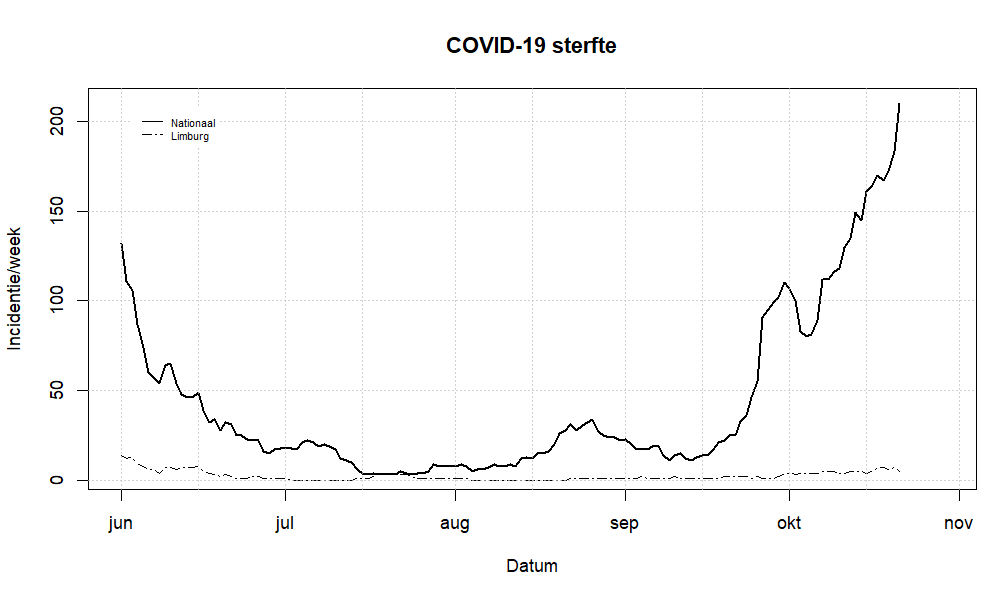 COVID-19 sterfte
Nationaal
Limburg
Incidentie/week
200
150
100
50
0
jun jul aug sep okt nov
Datum